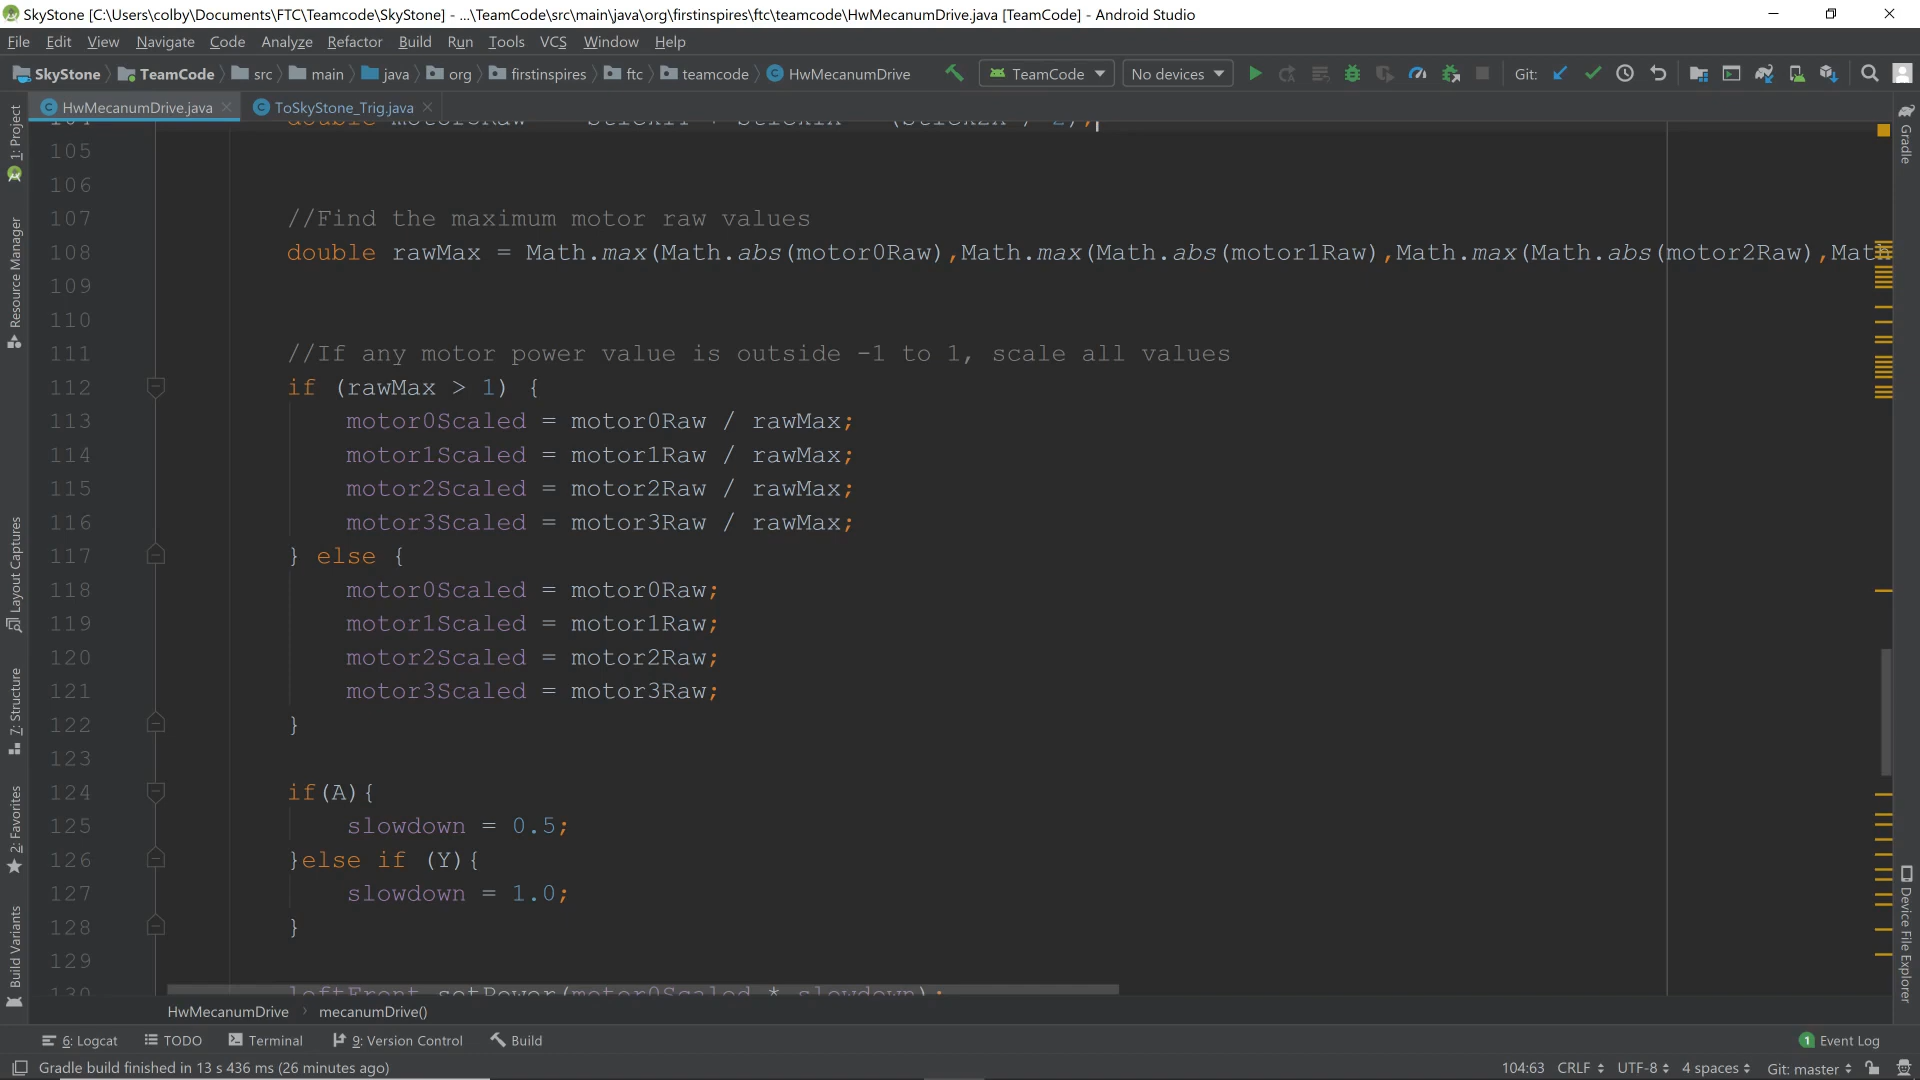 SkyStone [C:\Users\colby\Documents\FTC\Teamcode\SkyStone] - ...\TeamCode\src\main\java\org\firstinspires\ftc\teamcode\HwMecanumDrive.java [TeamCode] - Android Studio
File Edit View Navigate Code Analyze Refactor Build Run Tools VCS Window Help
SkyStone TeamCode src main java org firstinspires ftc teamcode HwMecanumDrive TeamCode No devices Git:
HwMecanumDrive.java ToSkyStone_Trig.java
105
106
107 //Find the maximum motor raw values
108 double rawMax = Math.max(Math.abs(motor0Raw),Math.max(Math.abs(motor1Raw),Math.max(Math.abs(motor2Raw),Math
109
110
111 //If any motor power value is outside -1 to 1, scale all values
112 if (rawMax > 1) {
113 motor0Scaled = motor0Raw / rawMax;
114 motor1Scaled = motor1Raw / rawMax;
115 motor2Scaled = motor2Raw / rawMax;
116 motor3Scaled = motor3Raw / rawMax;
117 } else {
118 motor0Scaled = motor0Raw;
119 motor1Scaled = motor1Raw;
120 motor2Scaled = motor2Raw;
121 motor3Scaled = motor3Raw;
122 }
123
124 if(A){
125 slowdown = 0.5;
126 }else if (Y){
127 slowdown = 1.0;
128 }
129
130 leftFront.setPower(motor0Scaled * slowdown);
HwMecanumDrive mecanumDrive()
6: Logcat TODO Terminal 9: Version Control Build 1 Event Log
Gradle build finished in 13 s 436 ms (26 minutes ago) 104:63 CRLF UTF-8 4 spaces Git: master
1: Project
Resource Manager
Layout Captures
7: Structure
2: Favorites
Build Variants
Gradle
Device File Explorer